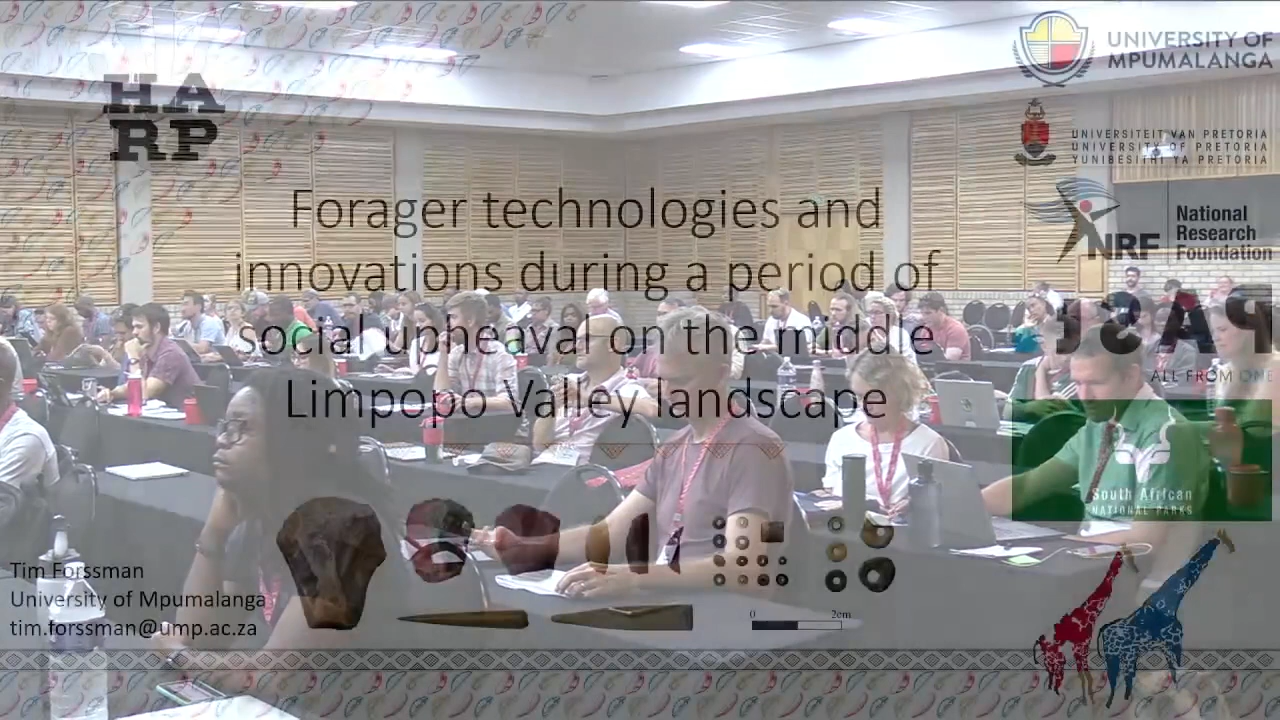 HA
RP
UNIVERSITY OF
MPUMALANGA
UNIVERSITEIT VAN PRETORIA
UNIVERSITY OF PRETORIA
YUNIBESITHI YA PRETORIA
NRF
National
Research
Foundation
PAST
ALL FROM ONE
South African
NATIONAL PARKS
Forager technologies and
innovations during a period of
social upheaval on the middle
Limpopo Valley landscape
Tim Forssman
University of Mpumalanga
tim.forssman@ump.ac.za
0 2cm